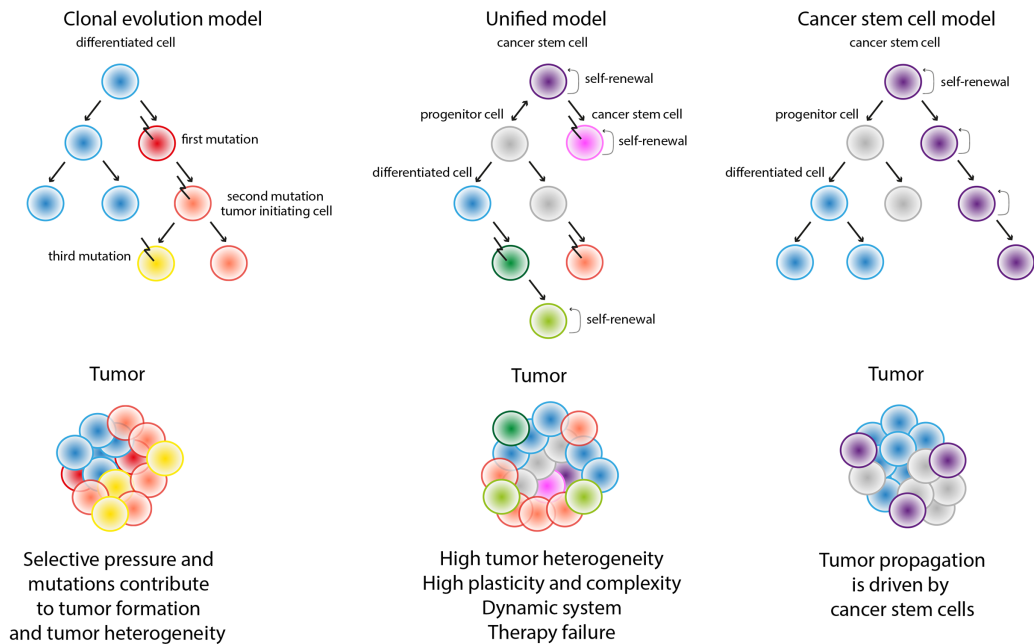 Clonal evolution model
differentiated cell
first mutation
second mutation
tumor initiating cell
third mutation
Tumor
Selective pressure and
mutations contribute
to tumor formation
and tumor heterogeneity
Unified model
cancer stem cell
self-renewal
progenitor cell
cancer stem cell
self-renewal
differentiated cell
self-renewal
Tumor
High tumor heterogeneity
High plasticity and complexity
Dynamic system
Therapy failure
Cancer stem cell model
cancer stem cell
self-renewal
progenitor cell
differentiated cell
Tumor
Tumor propagation
is driven by
cancer stem cells